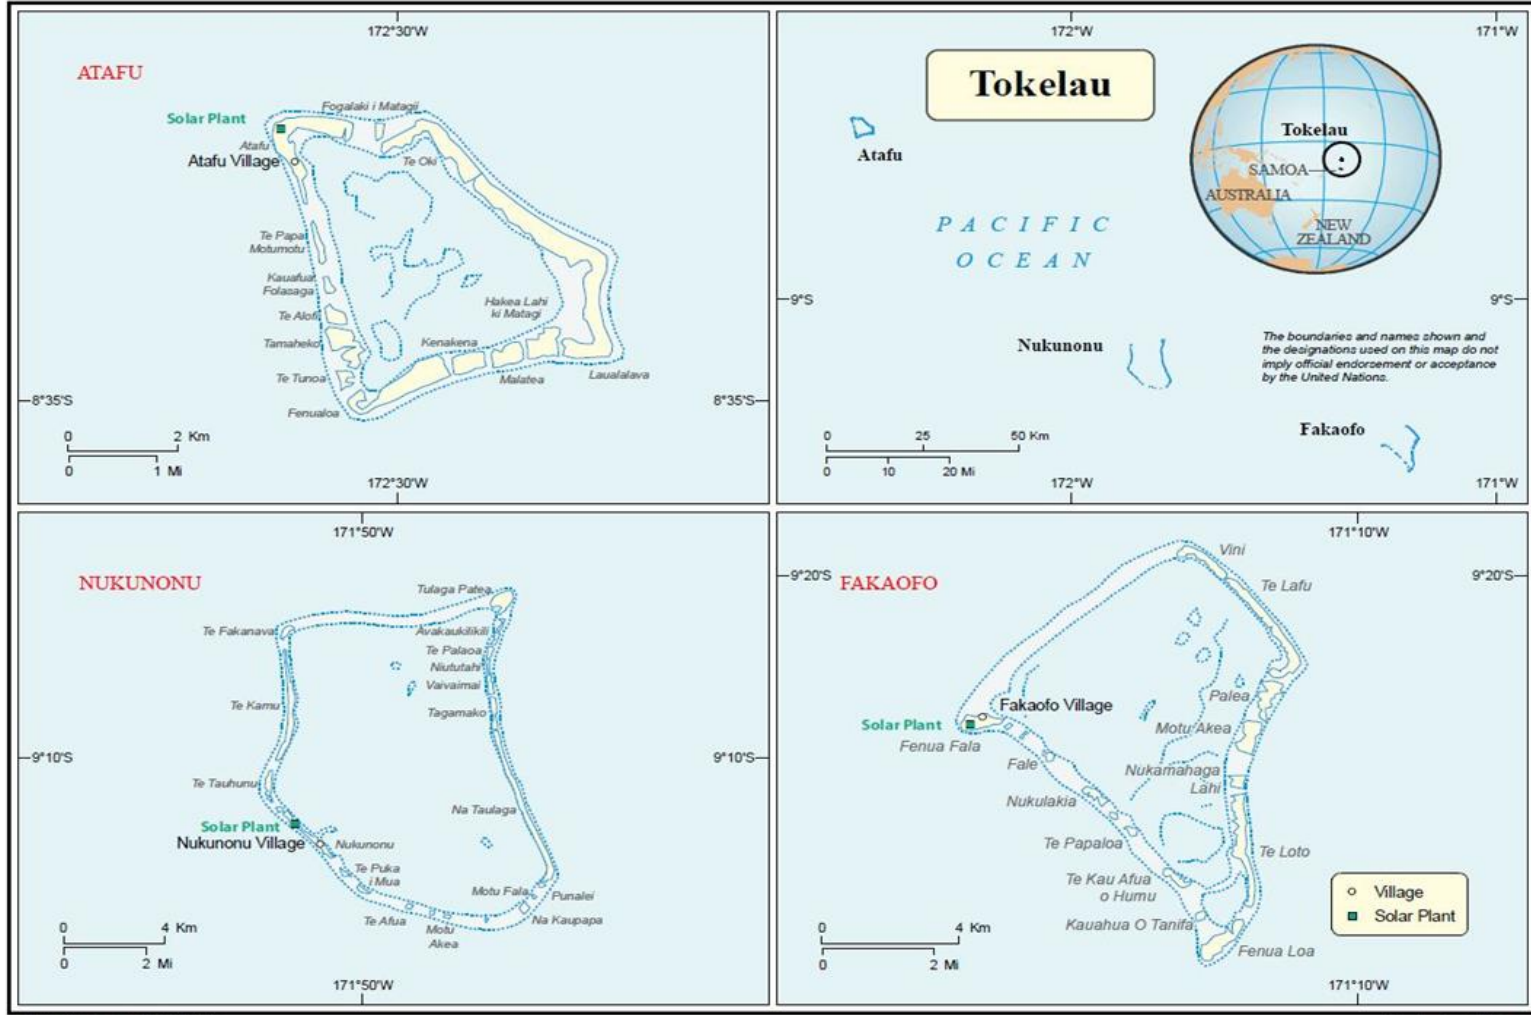 172°30'W
ATAFU
Fogalaki i Matagi
Solar Plant
Atafu
Atafu Village
Te Oki
Te Papa
Motumotu
Kauafua
Folasaga
Hakea Lahi
ki Matagi
Te Alofi
Tamaheko
Kenakena
Te Tunoa
Malatea
Laualalava
8°35'S
8°35'S
Fenualoa
0 2 Km
0 1 Mi
172°30'W
172°W
171°W
Tokelau
Atafu
Tokelau
SAMOA
AUSTRALIA
NEW
ZEALAND
PACIFIC
OCEAN
9°S
9°S
Nukunonu
The boundaries and names shown and
the designations used on this map do not
imply official endorsement or acceptance
by the United Nations.
Fakaofo
0 25 50 Km
0 10 20 Mi
172°W
171°W
171°50'W
NUKUNONU
Tulaga Patea
Te Fakanava
Avakaukilikili
Te Palaoa
Niututahi
Vaivaimai
Te Kamu
Tagamako
9°10'S
9°10'S
Te Tauhunu
Na Taulaga
Solar Plant
Nukunonu Village
Nukunonu
Te Puka
i Mua
Motu Fala
Punalei
Te Afua
Motu
Akea
Na Kaupapa
0 4 Km
0 2 Mi
171°50'W
171°10'W
Vini
9°20'S
9°20'S
FAKAOFO
Te Lafu
Palea
Fakaofo Village
Solar Plant
Motu Akea
Fenua Fala
Fale
Nukamahaga
Lahi
Nukulakia
Te Papaloa
Te Loto
Te Kau Afua
o Humu
Kauahua O Tanifa
Fenua Loa
Village
Solar Plant
0 4 Km
0 2 Mi
171°10'W